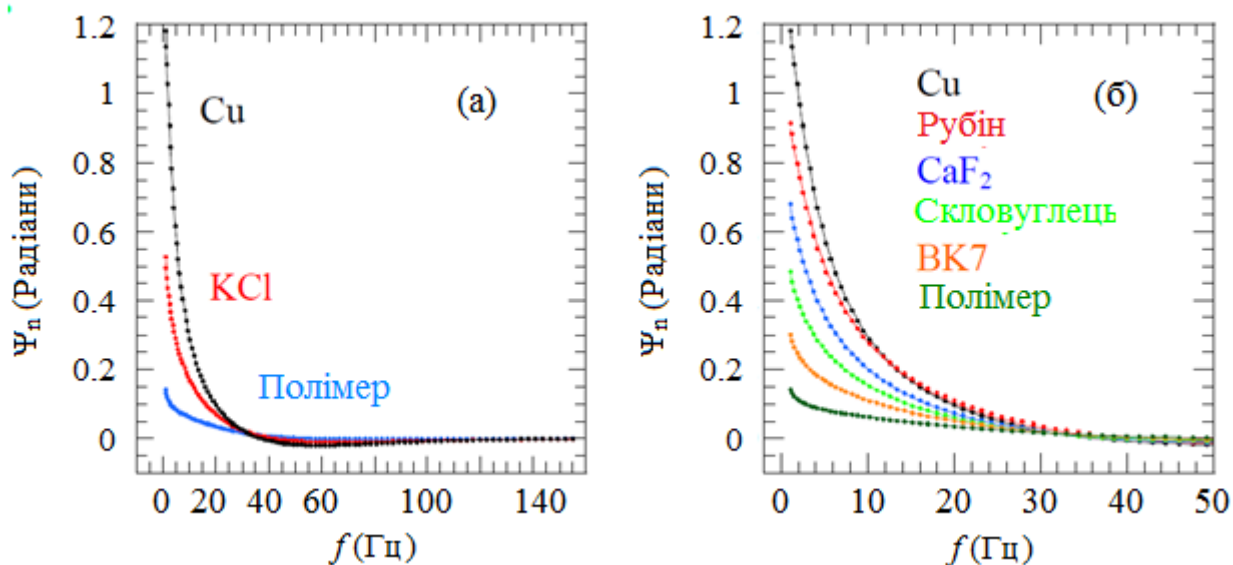 1.2
1
0.8
0.6
0.4
0.2
0
Ψn (Радіани)
(а)
Cu
KCl
Полімер
0 20 40 60 100 140
f (Гц)
1.2
1
0.8
0.6
0.4
0.2
0
Ψn (Радіани)
(б)
Cu
Рубін
CaF₂
Скловуглець
BK7
Полімер
0 10 20 30 40 50
f (Гц)